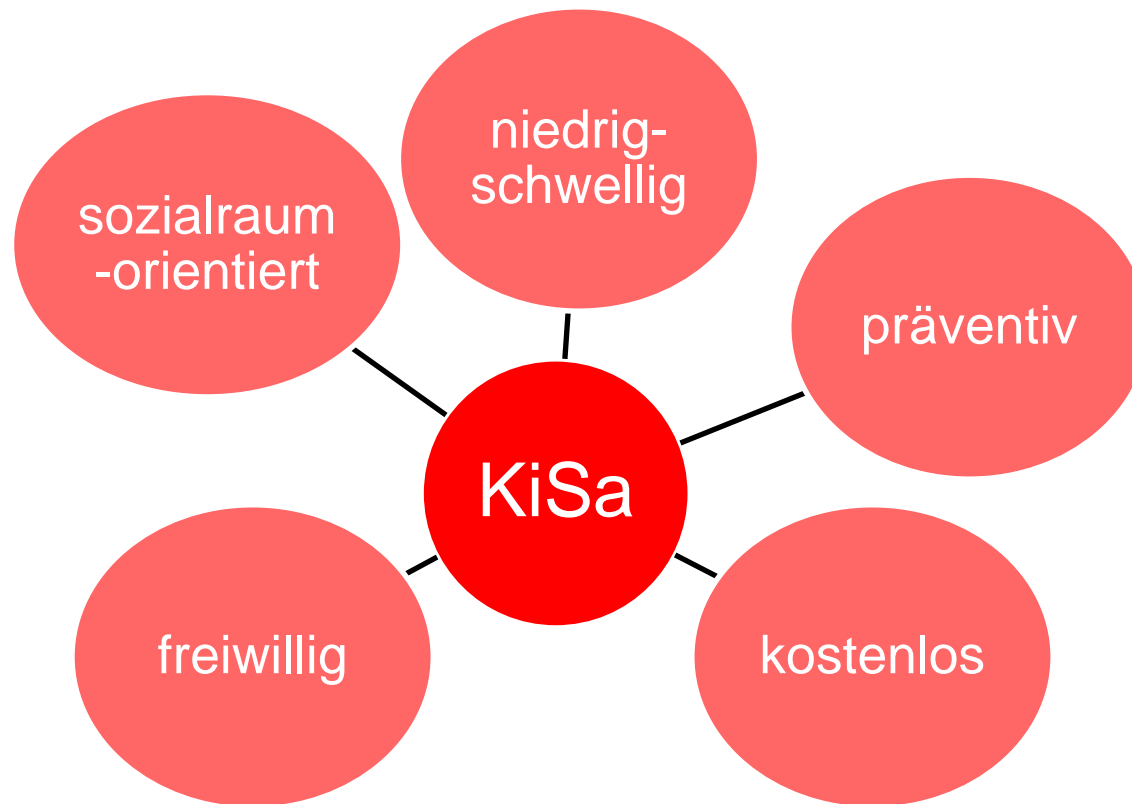 niedrig-
schwellig
sozialraum
-orientiert
präventiv
KiSa
freiwillig
kostenlos